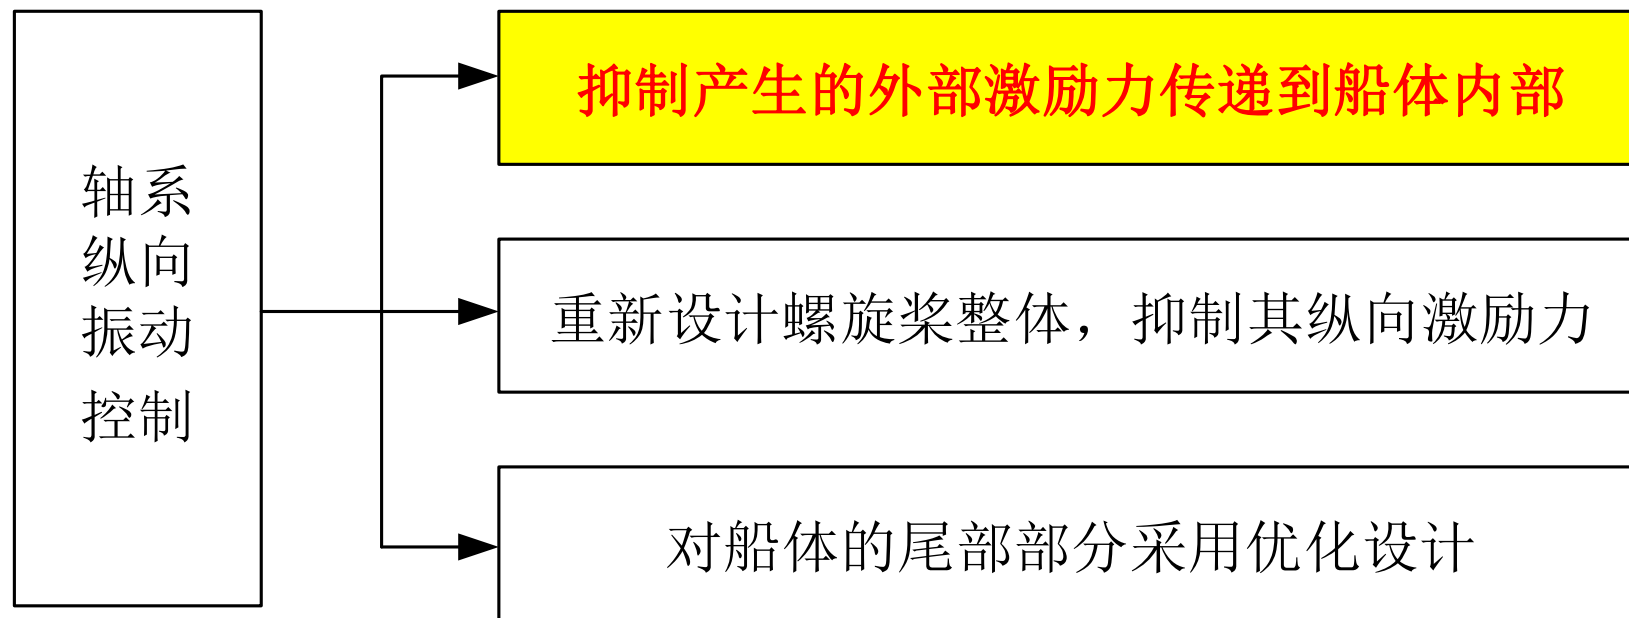 轴系
纵向
振动
控制
抑制产生的外部激励力传递到船体内部
重新设计螺旋桨整体，抑制其纵向激励力
对船体的尾部部分采用优化设计